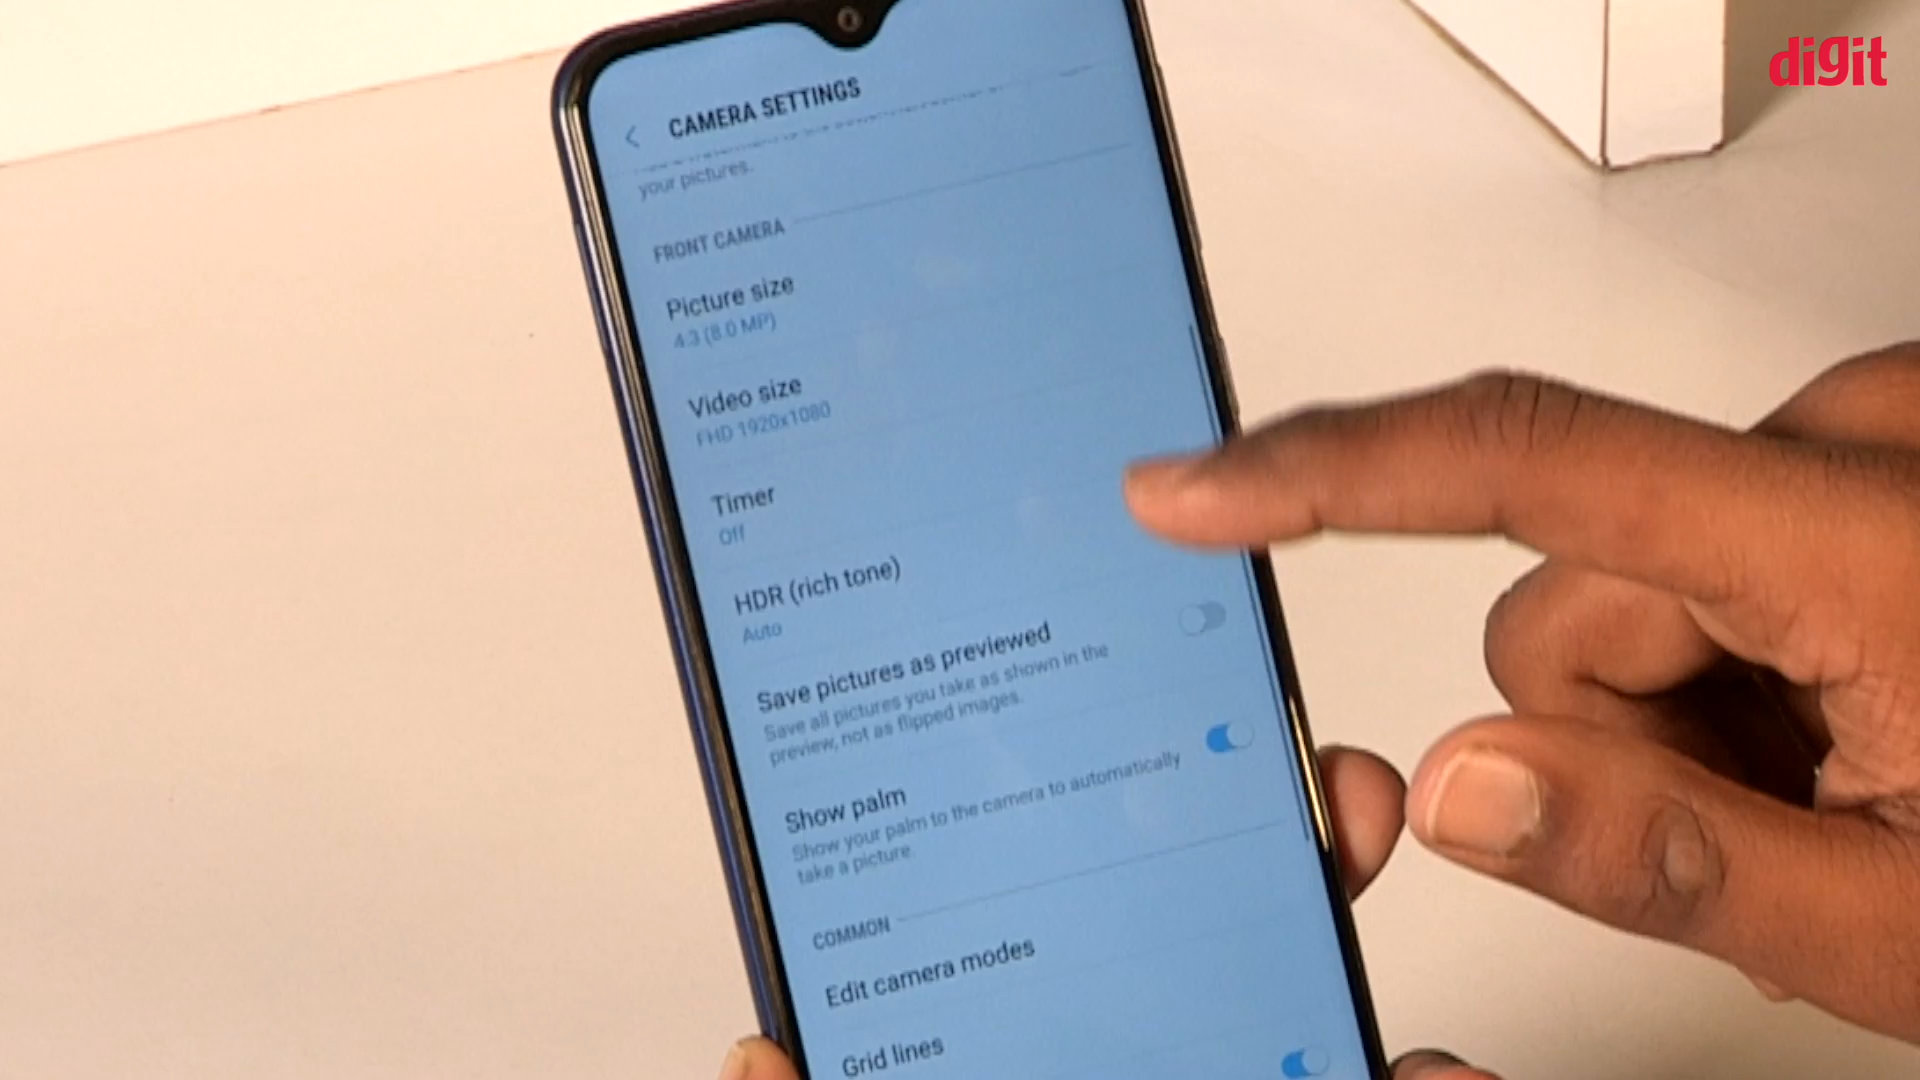 digit
CAMERA SETTINGS
your pictures.
FRONT CAMERA
Picture size
4:3 (8.0 MP)
Video size
FHD 1920x1080
Timer
Off
HDR (rich tone)
Auto
Save pictures as previewed
Save all pictures you take as shown in the
preview, not as flipped images.
Show palm
Show your palm to the camera to automatically
take a picture.
COMMON
Edit camera modes
Grid lines